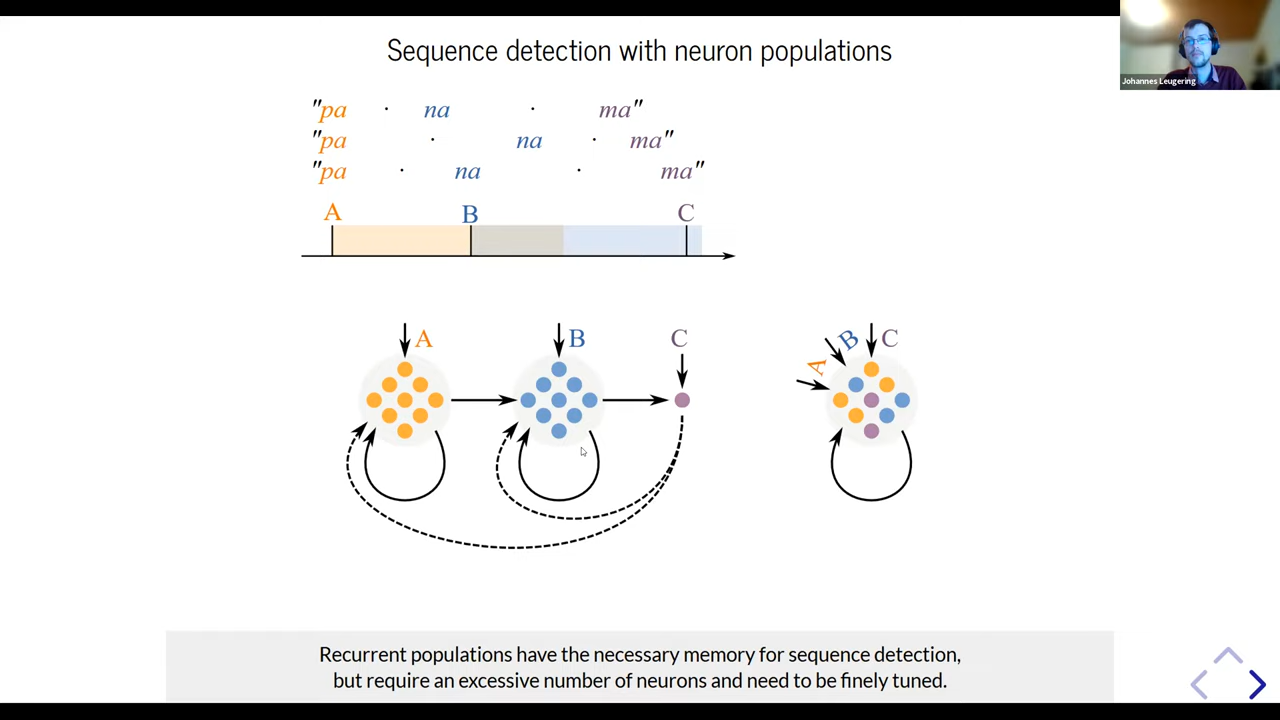 Sequence detection with neuron populations
Johannes Leugering
"pa · na · ma"
"pa · na · ma"
"pa · na · ma"
A B C
A B C
A B C
Recurrent populations have the necessary memory for sequence detection,
but require an excessive number of neurons and need to be finely tuned.